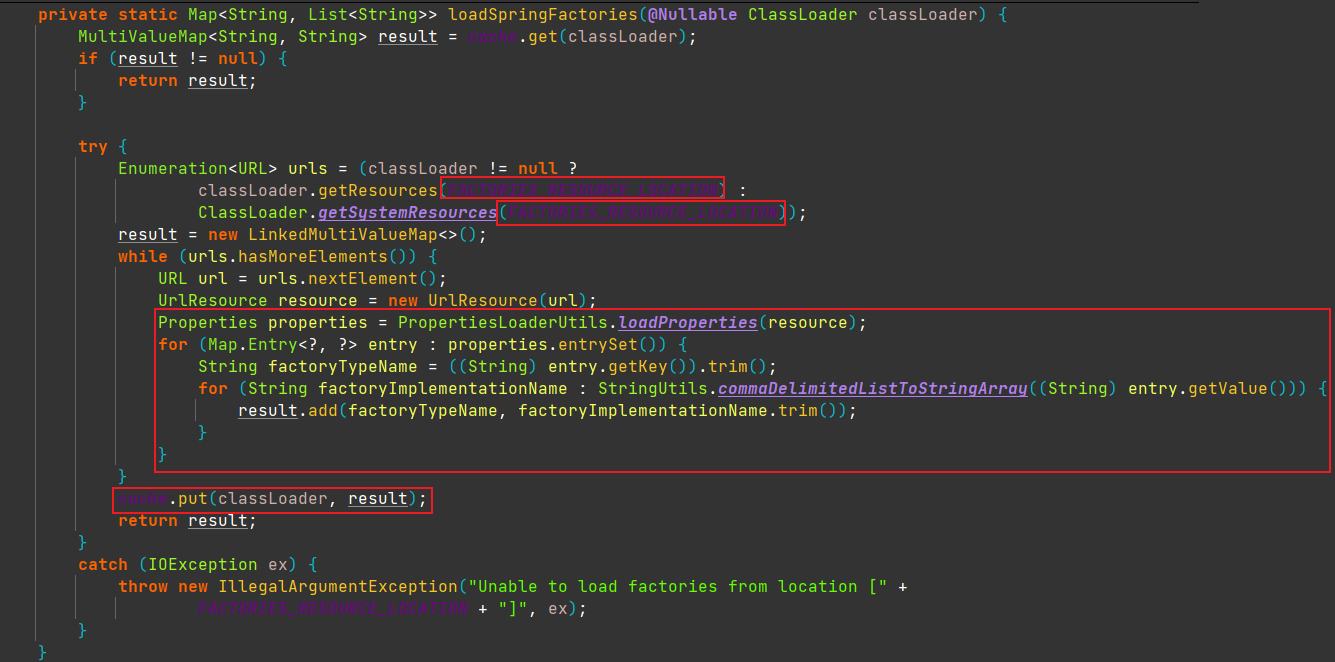 private static Map<String, List<String>> loadSpringFactories(@Nullable ClassLoader classLoader) {
MultiValueMap<String, String> result = cache.get(classLoader);
if (result != null) {
return result;
}
try {
Enumeration<URL> urls = (classLoader != null ?
classLoader.getResources(FACTORIES_RESOURCE_LOCATION) :
ClassLoader.getSystemResources(FACTORIES_RESOURCE_LOCATION));
result = new LinkedMultiValueMap<>();
while (urls.hasMoreElements()) {
URL url = urls.nextElement();
UrlResource resource = new UrlResource(url);
Properties properties = PropertiesLoaderUtils.loadProperties(resource);
for (Map.Entry<?, ?> entry : properties.entrySet()) {
String factoryTypeName = ((String) entry.getKey()).trim();
for (String factoryImplementationName : StringUtils.commaDelimitedListToStringArray((String) entry.getValue())) {
result.add(factoryTypeName, factoryImplementationName.trim());
}
}
}
cache.put(classLoader, result);
return result;
}
catch (IOException ex) {
throw new IllegalArgumentException("Unable to load factories from location [" +
FACTORIES_RESOURCE_LOCATION + "]", ex);
}
}